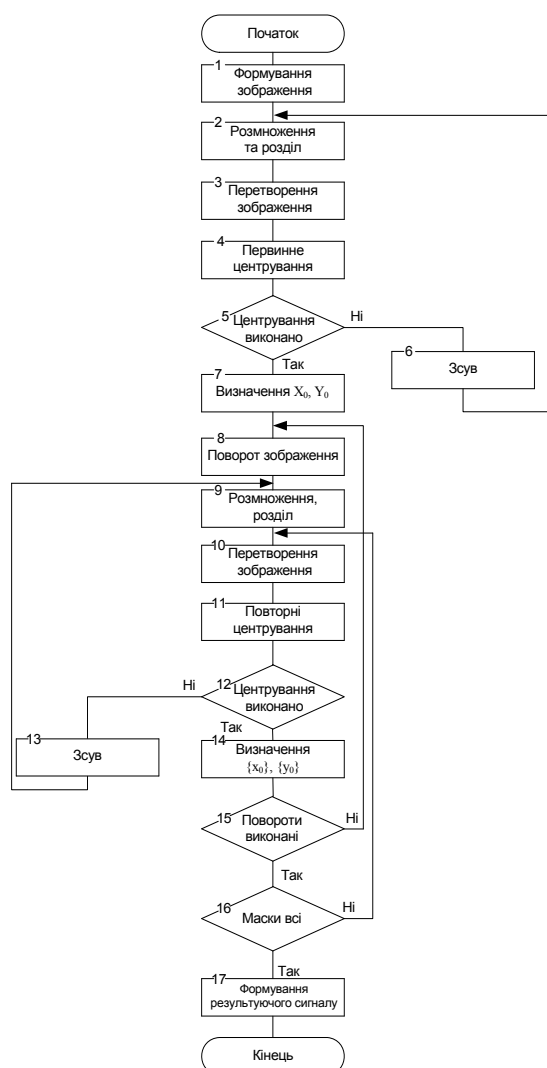 Початок
1
Формування
зображення
2
Розмноження
та розділ
3
Перетворення
зображення
4
Первинне
центрування
5
Центрування
виконано
Ні
Так
6
Зсув
7
Визначення X₀, Y₀
8
Поворот зображення
9
Розмноження,
розділ
10
Перетворення
зображення
11
Повторні
центрування
12
Центрування
виконано
Ні
Так
13
Зсув
14
Визначення
{x₀}, {y₀}
15
Повороти
виконані
Ні
Так
16
Маски всі
Ні
Так
17
Формування
результуючого сигналу
Кінець